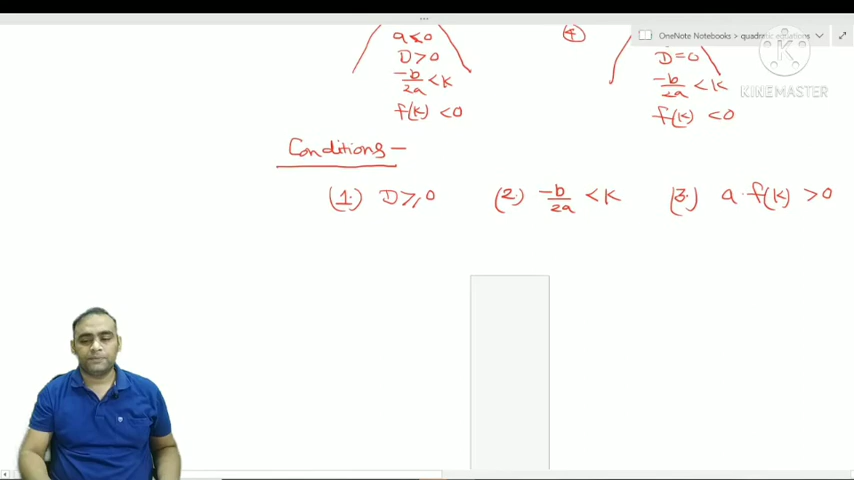 OneNote Notebooks > quadratic equations
K
KINEMASTER
a<0
D>0
-b/2a < K
f(K) <0
4
D=0
-b/2a < K
f(K) <0
Conditions -
(1.) D≥0 (2.) -b/2a < K (3.) a.f(K) >0